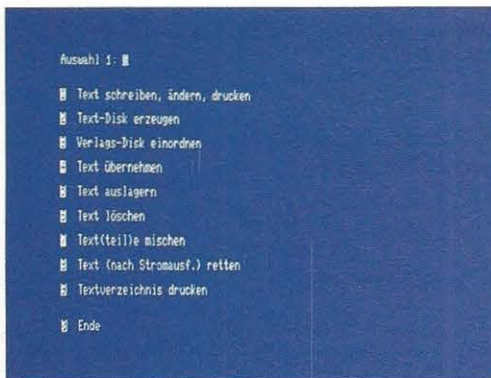 Auswahl 1:
Text schreiben, ändern, drucken
Text-Disk erzeugen
Verlags-Disk einordnen
Text übernehmen
Text auslagern
Text löschen
Text(teil)e mischen
Text (nach Stromausf.) retten
Textverzeichnis drucken
Ende